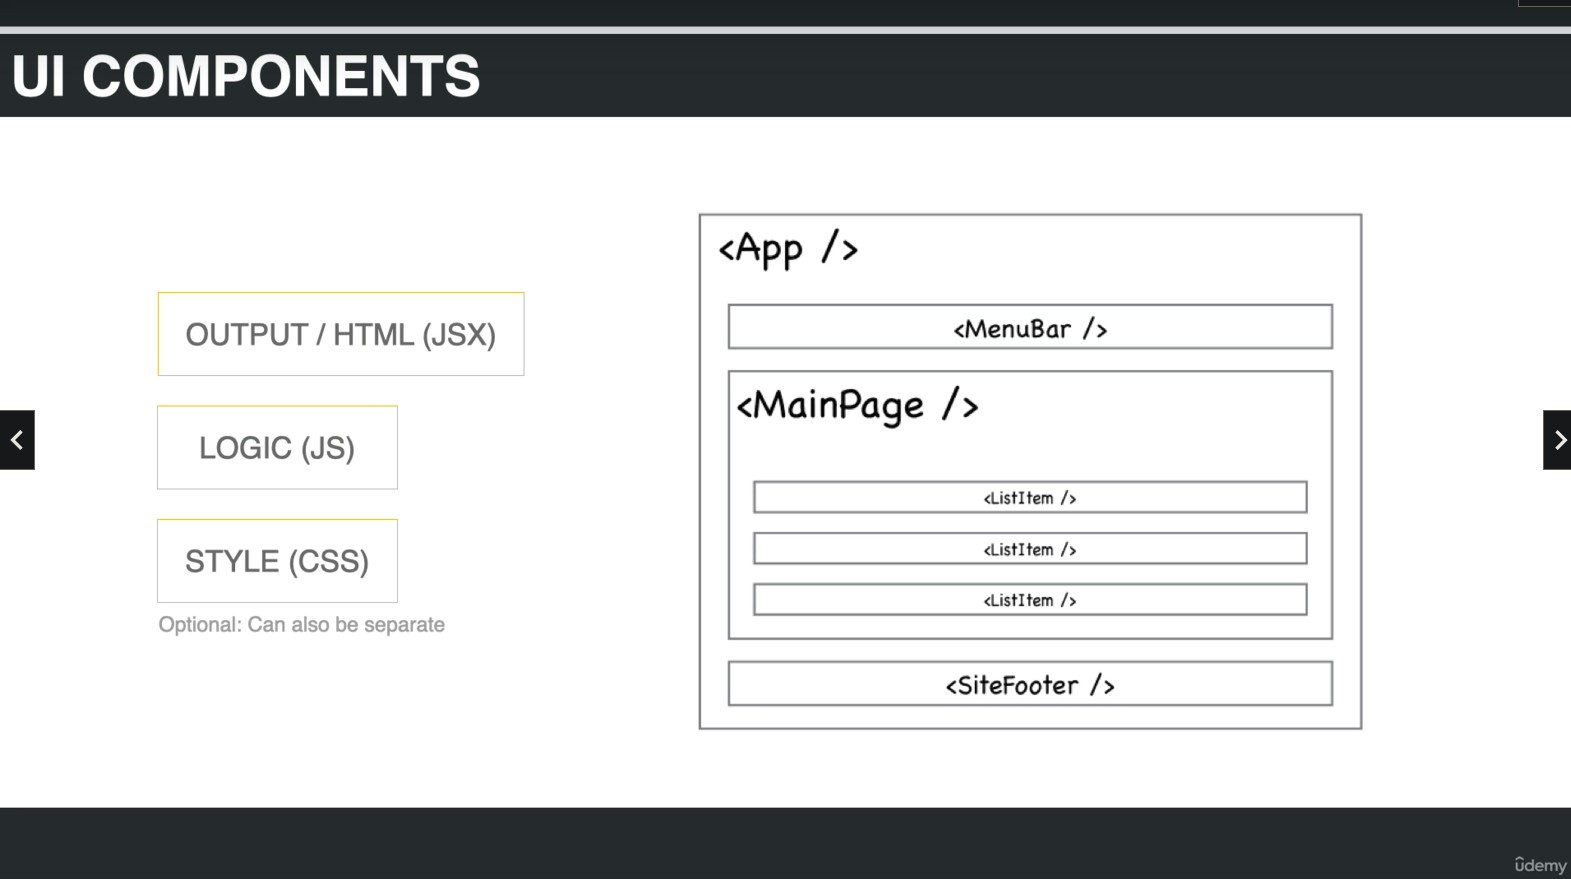 UI COMPONENTS
OUTPUT / HTML (JSX)
LOGIC (JS)
STYLE (CSS)
Optional: Can also be separate
<App />
<MenuBar />
<MainPage />
<ListItem />
<ListItem />
<ListItem />
<SiteFooter />
ûdemy